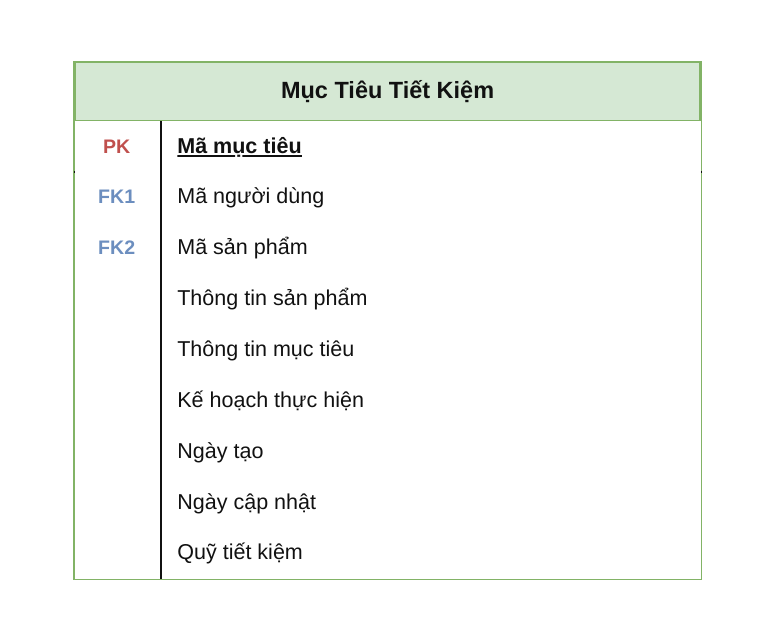 Mục Tiêu Tiết Kiệm
PK Mã mục tiêu
FK1 Mã người dùng
FK2 Mã sản phẩm
Thông tin sản phẩm
Thông tin mục tiêu
Kế hoạch thực hiện
Ngày tạo
Ngày cập nhật
Quỹ tiết kiệm